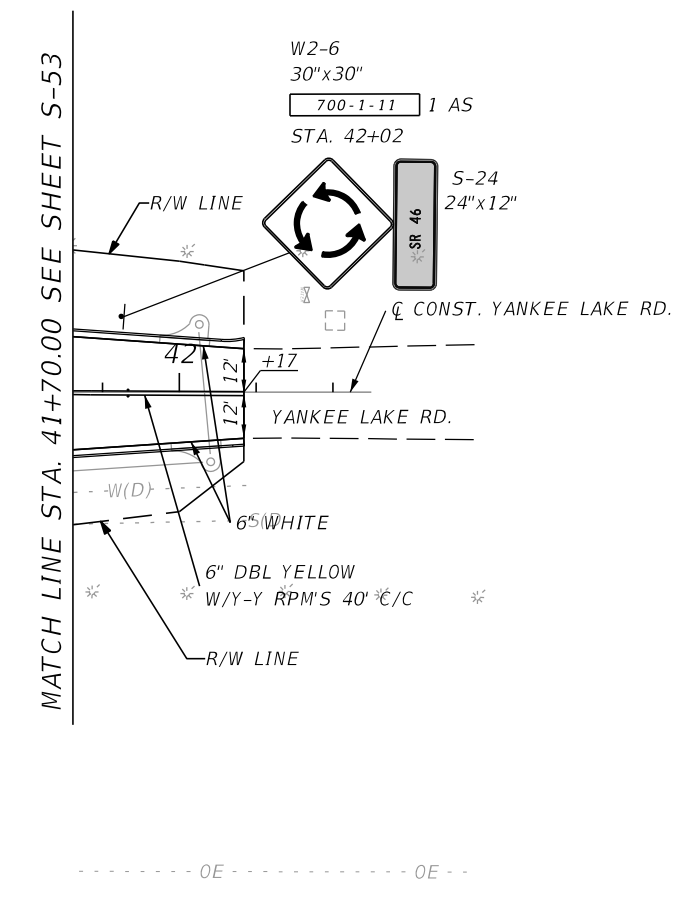 MATCH LINE STA. 41+70.00 SEE SHEET S-53
W2-6
30"x30"
700-1-11 1 AS
STA. 42+02
S-24
24"x12"
SR 46
R/W LINE
℄ CONST. YANKEE LAKE RD.
42
12'
+17
12'
YANKEE LAKE RD.
W(D)
6" WHITE
S(D)
6" DBL YELLOW
W/Y-Y RPM'S 40' C/C
R/W LINE
OE OE